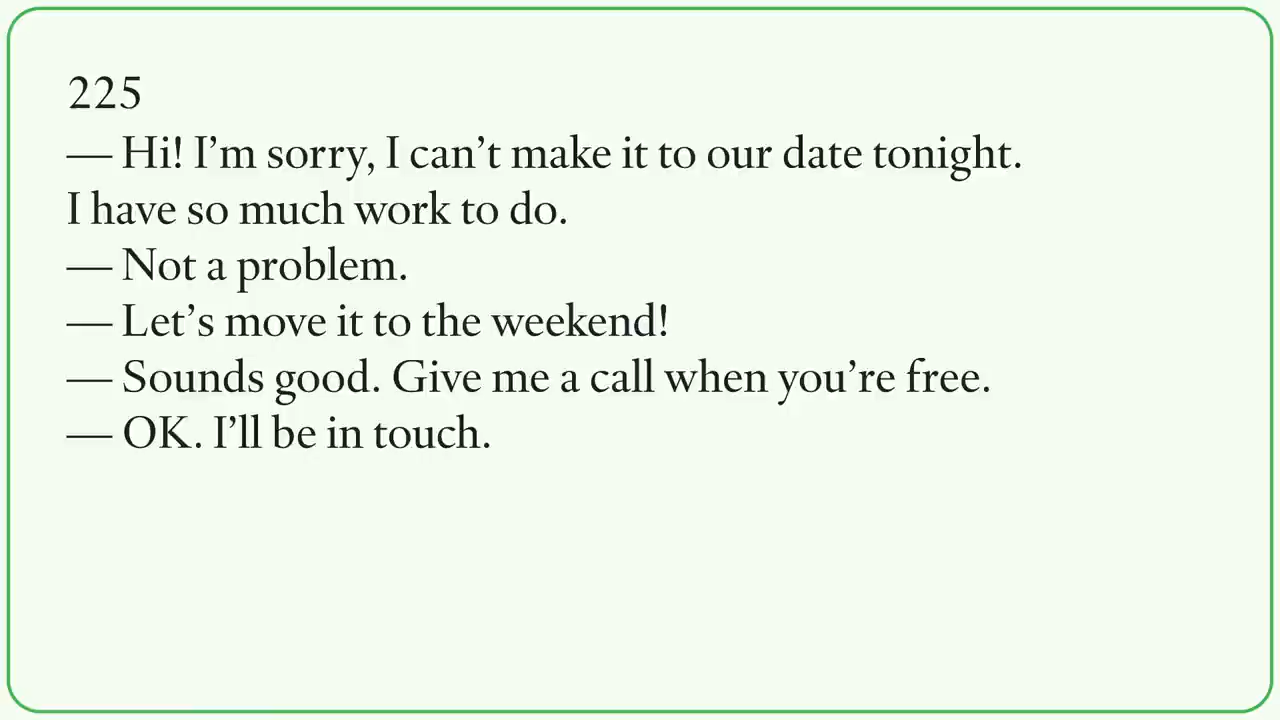 225
— Hi! I’m sorry, I can’t make it to our date tonight.
I have so much work to do.
— Not a problem.
— Let’s move it to the weekend!
— Sounds good. Give me a call when you’re free.
— OK. I’ll be in touch.